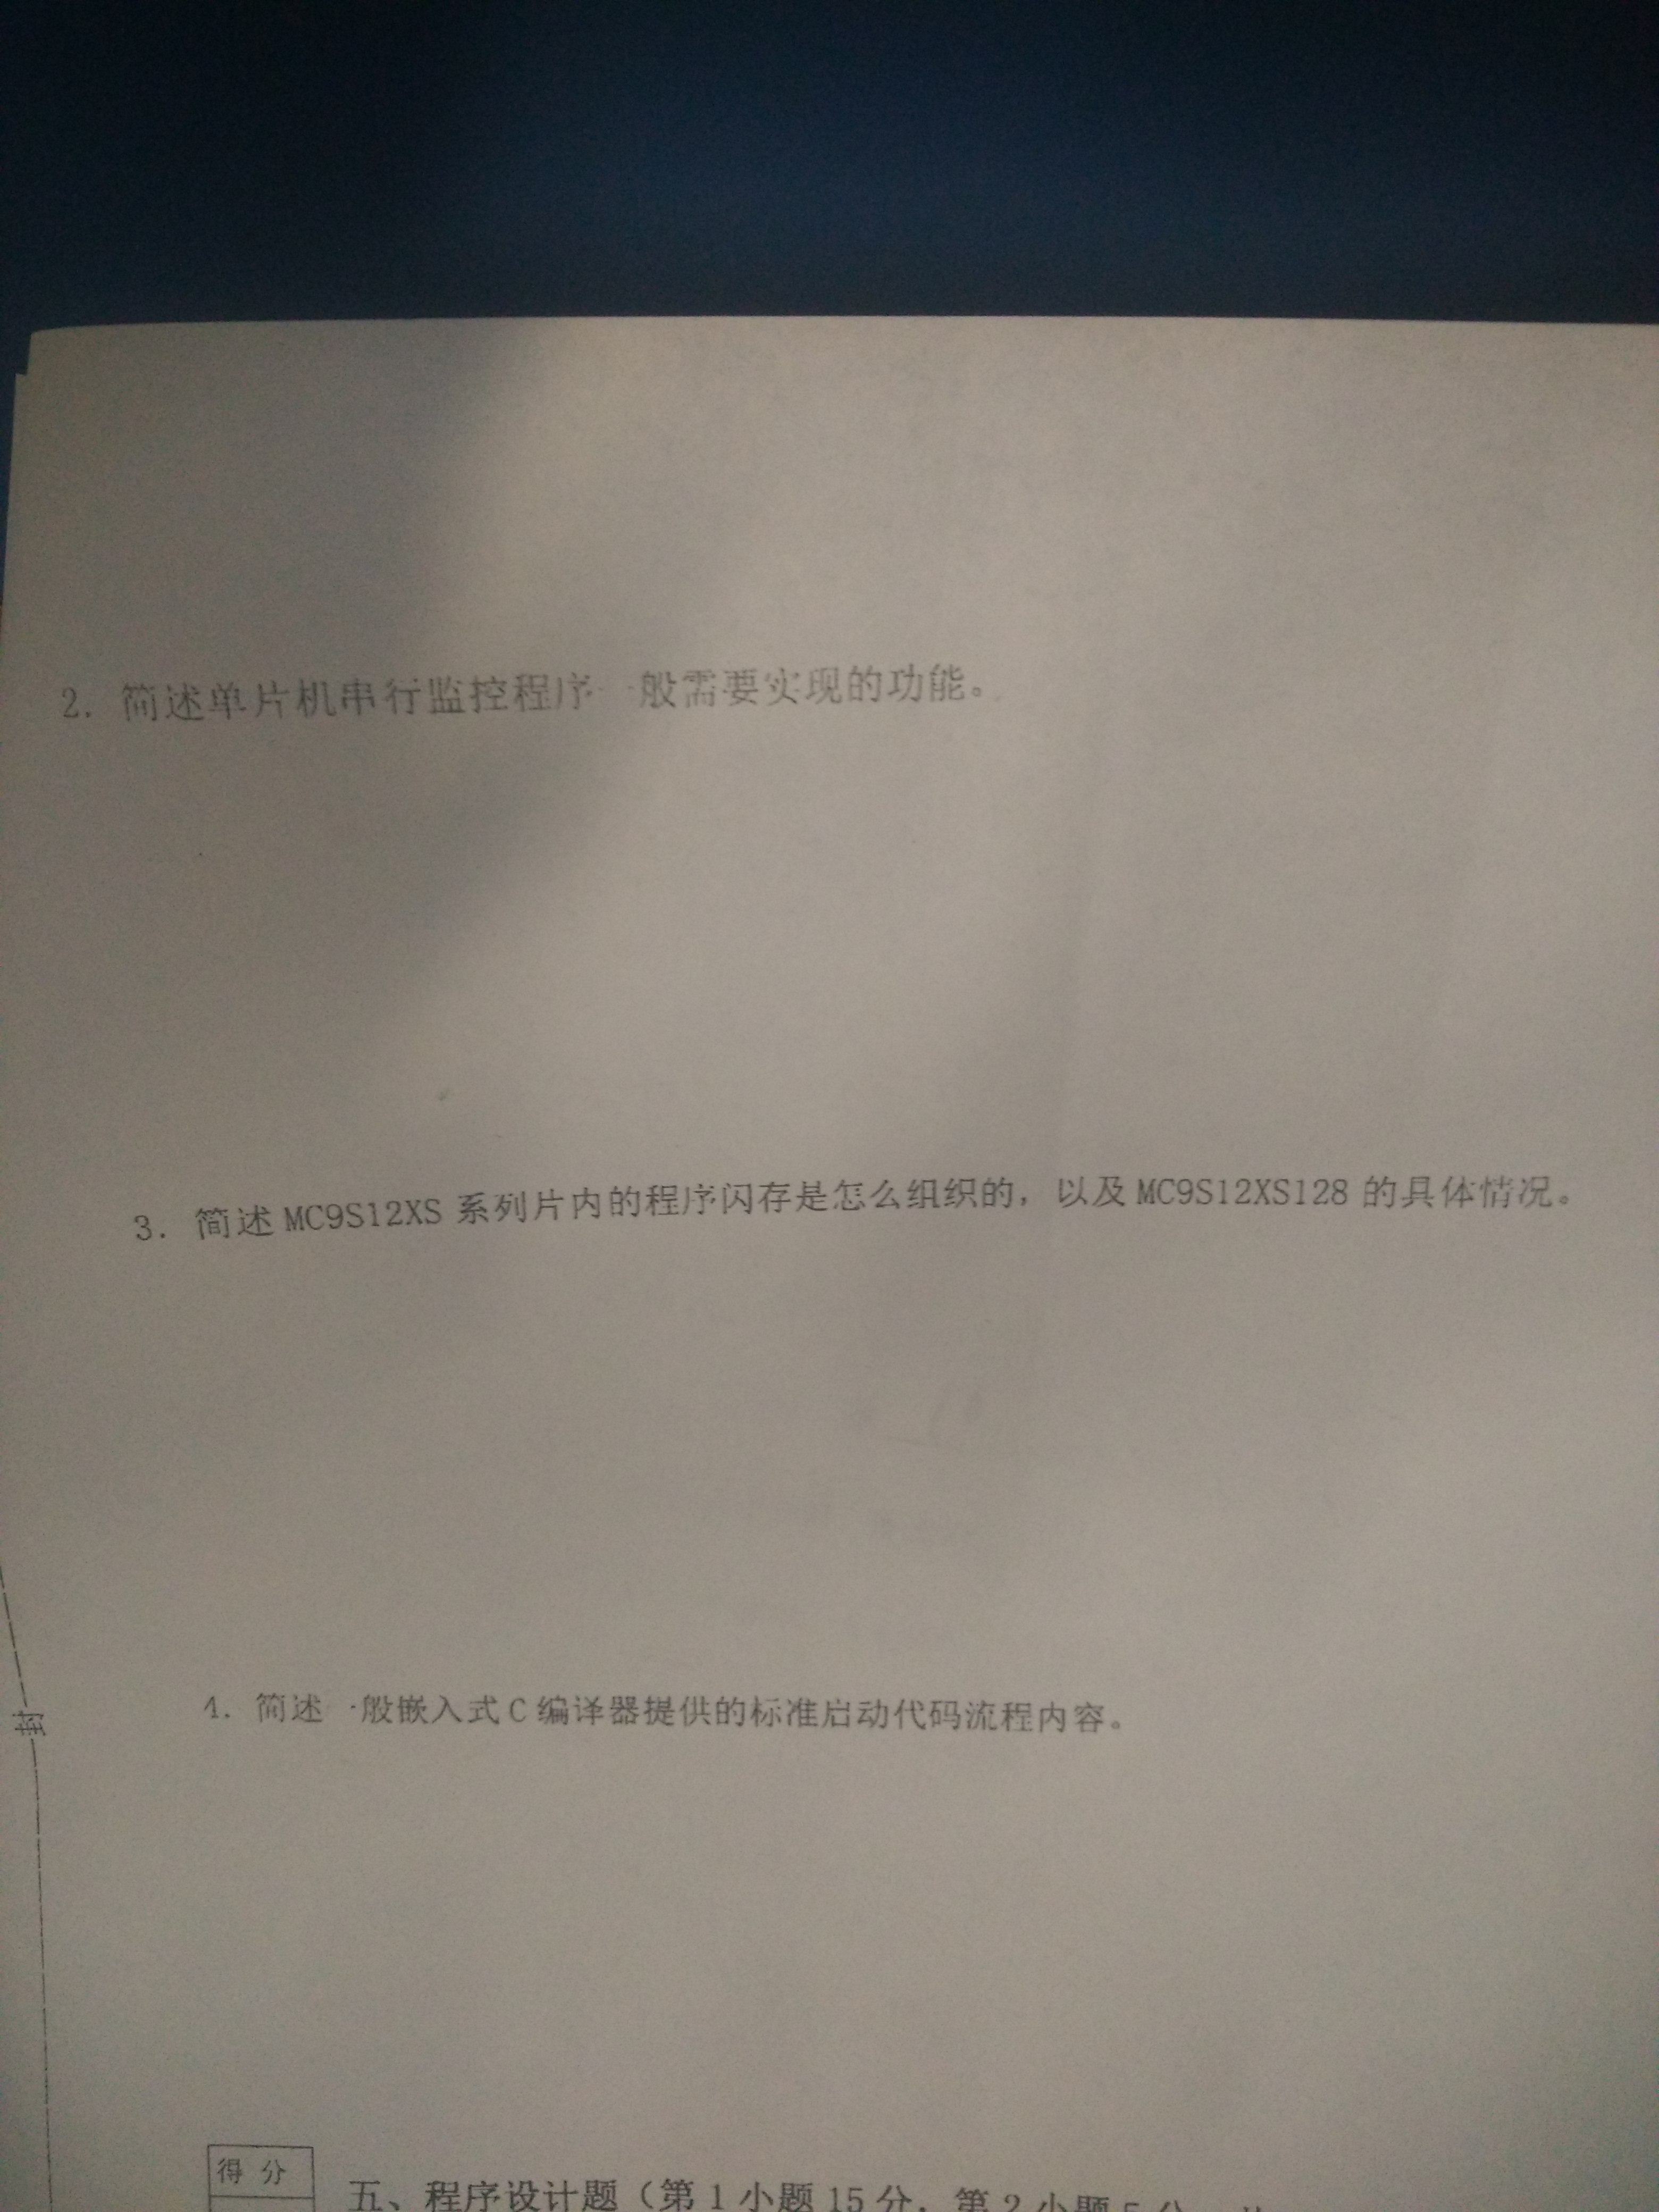 2. 简述单片机串行监控程序一般需要实现的功能。
3. 简述 MC9S12XS 系列片内的程序闪存是怎么组织的，以及 MC9S12XS128 的具体情况。
4. 简述一般嵌入式 C 编译器提供的标准启动代码流程内容。
封
得 分
五、程序设计题（第 1 小题 15 分，第 2 小题 5 分，共